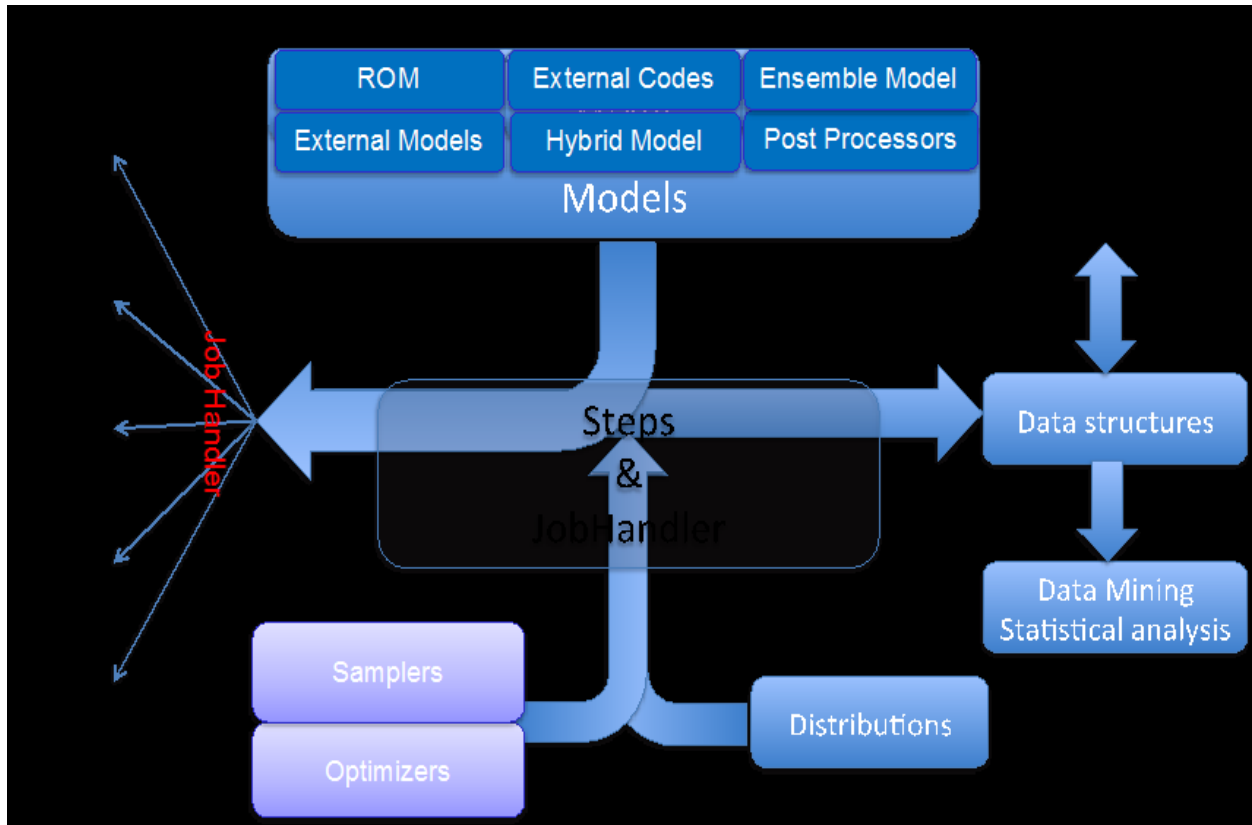 ROM
External Codes
Ensemble Model
External Models
Hybrid Model
Post Processors
Models
Job Handler
Steps
&
JobHandler
Data structures
Data Mining
Statistical analysis
Samplers
Optimizers
Distributions